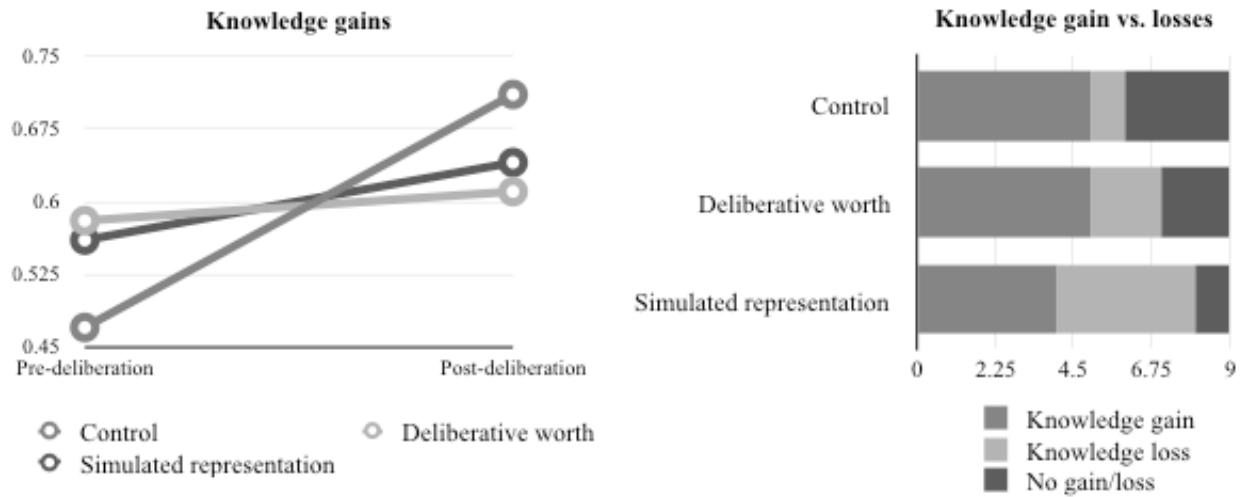 Knowledge gains
0.75
0.675
0.6
0.525
0.45
Pre-deliberation
Post-deliberation
Control
Deliberative worth
Simulated representation
Knowledge gain vs. losses
Control
Deliberative worth
Simulated representation
0
2.25
4.5
6.75
9
Knowledge gain
Knowledge loss
No gain/loss